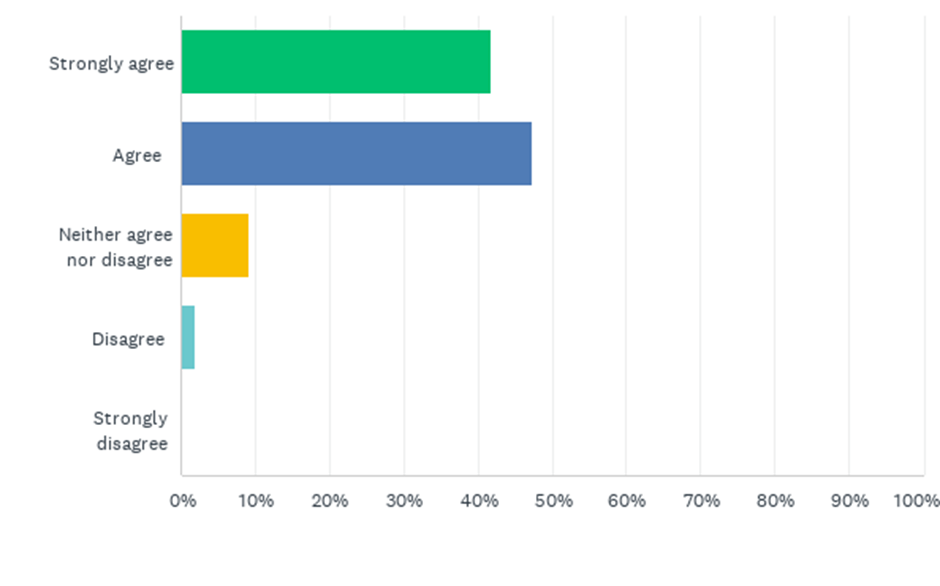 Strongly agree
Agree
Neither agree
nor disagree
Disagree
Strongly
disagree
0% 10% 20% 30% 40% 50% 60% 70% 80% 90% 100%